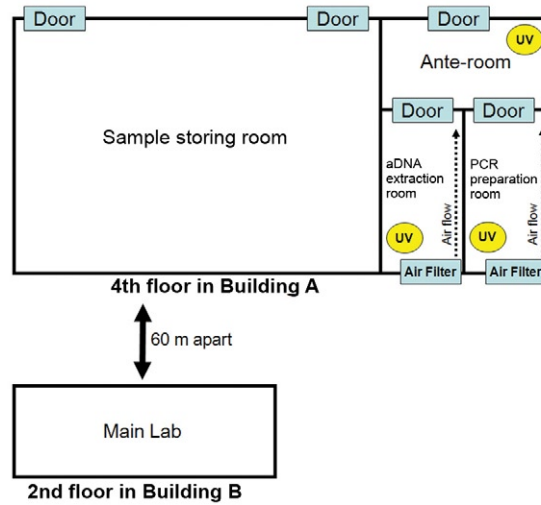 Door
Door
Door
UV
Ante-room
Sample storing room
Door
Door
aDNA
extraction
room
Air flow
UV
PCR
preparation
room
Air flow
UV
Air Filter
Air Filter
4th floor in Building A
60 m apart
Main Lab
2nd floor in Building B